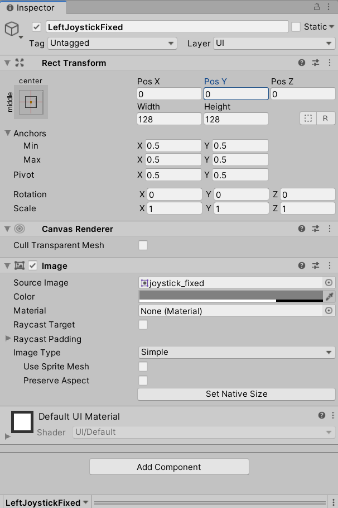 Inspector
LeftJoystickFixed Static
Tag Untagged Layer UI
Rect Transform
center Pos X Pos Y Pos Z
middle 0 0 0
Width Height
128 128 R
Anchors
Min X 0.5 Y 0.5
Max X 0.5 Y 0.5
Pivot X 0.5 Y 0.5
Rotation X 0 Y 0 Z 0
Scale X 1 Y 1 Z 1
Canvas Renderer
Cull Transparent Mesh
Image
Source Image joystick_fixed
Color
Material None (Material)
Raycast Target
Raycast Padding
Image Type Simple
Use Sprite Mesh
Preserve Aspect
Set Native Size
Default UI Material
Shader UI/Default
Add Component
LeftJoystickFixed